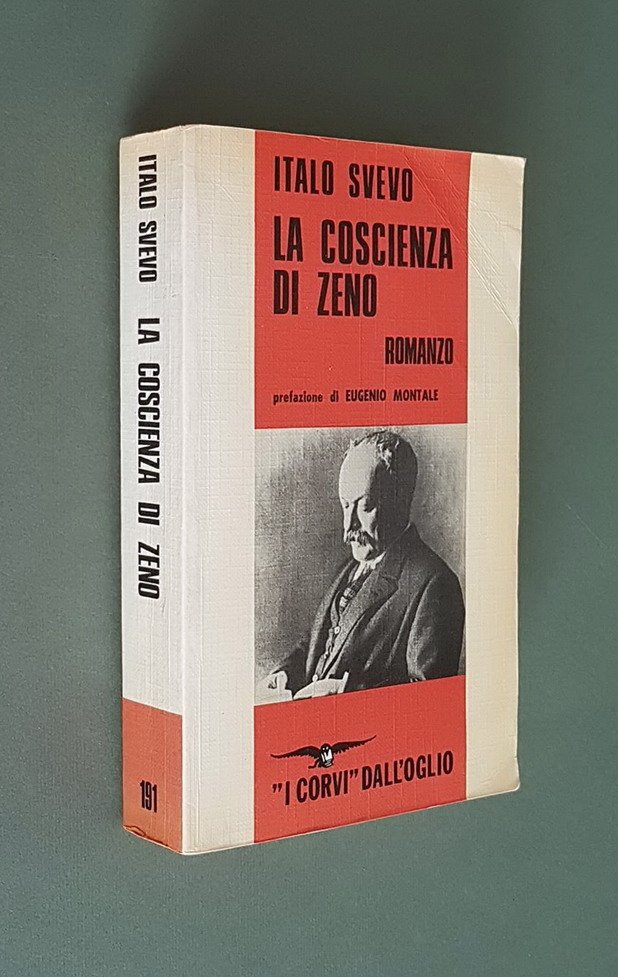 ITALO SVEVO LA COSCIENZA DI ZENO
191
ITALO SVEVO
LA COSCIENZA
DI ZENO
ROMANZO
prefazione di EUGENIO MONTALE
"I CORVI" DALL'OGLIO